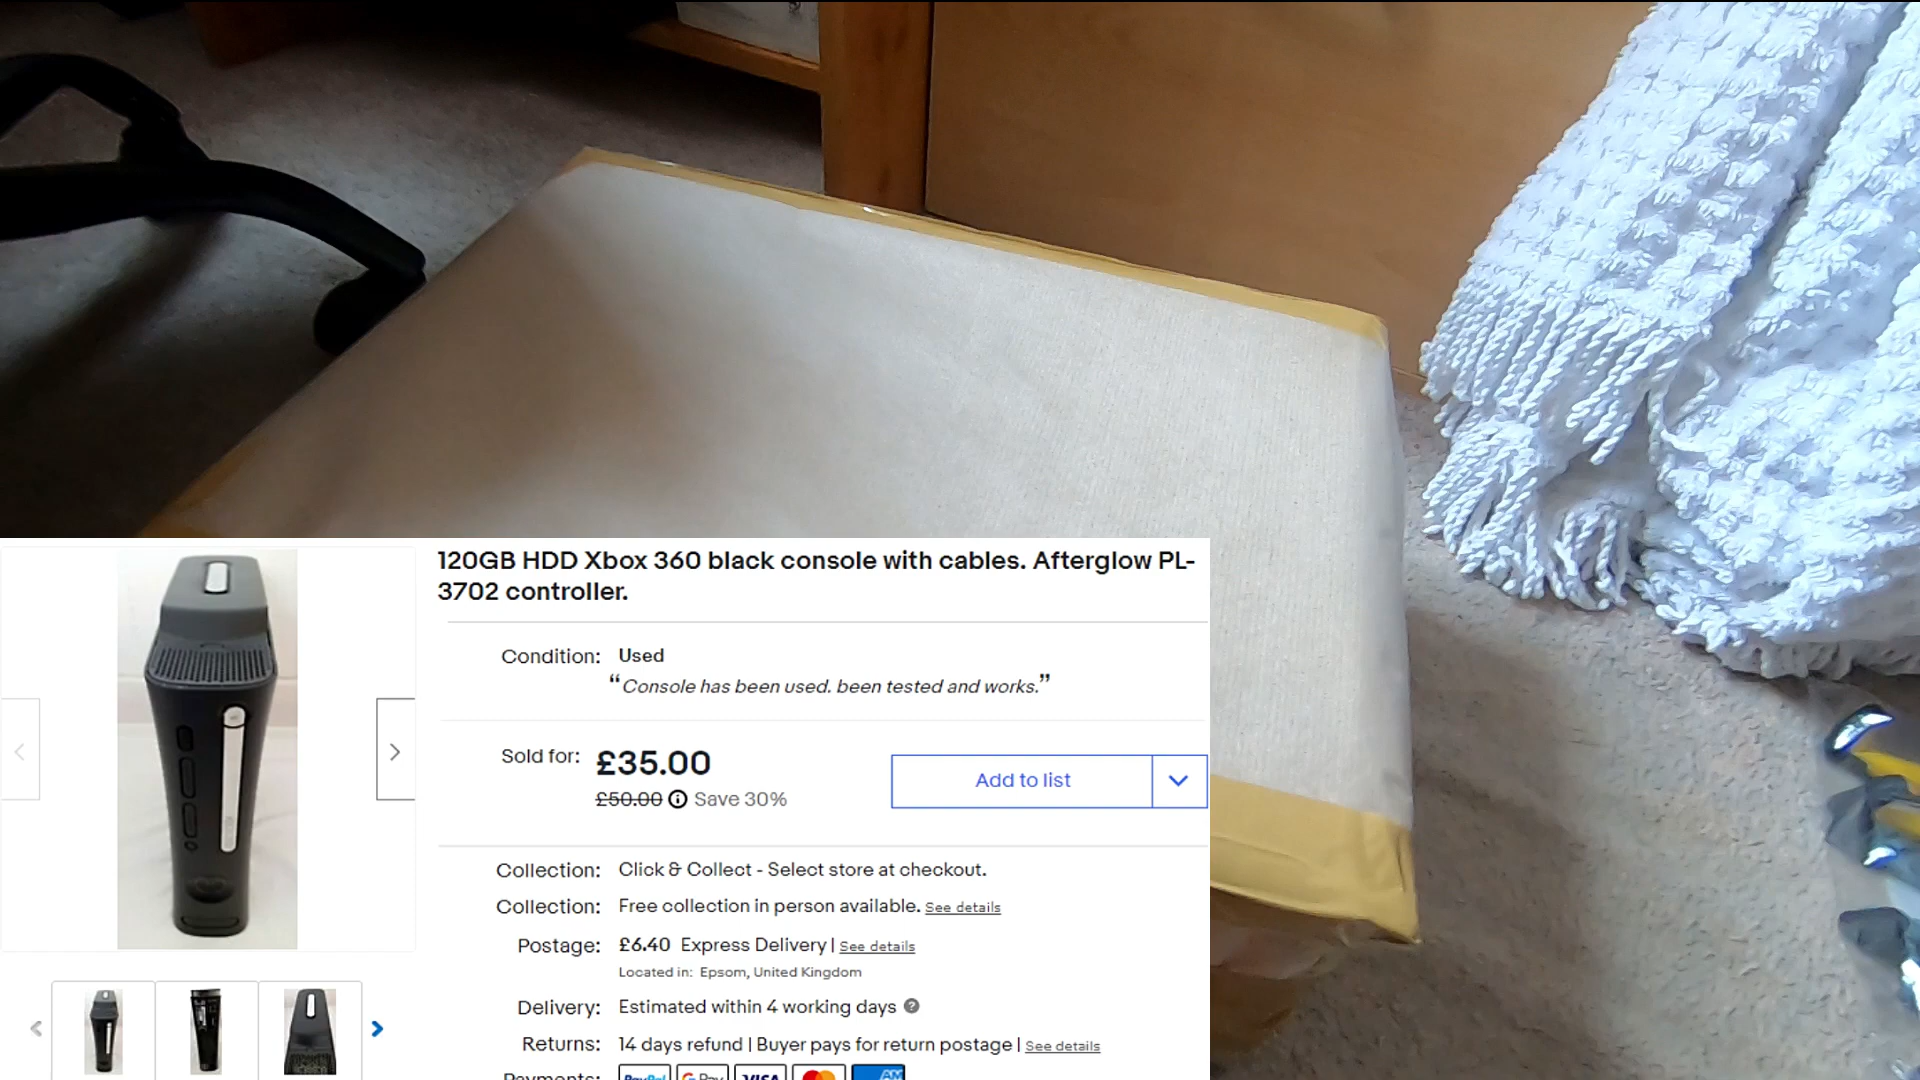 120GB HDD Xbox 360 black console with cables. Afterglow PL-
3702 controller.
Condition: Used
“Console has been used. been tested and works.”
Sold for: £35.00
£50.00 Save 30%
Add to list
Collection: Click & Collect - Select store at checkout.
Collection: Free collection in person available. See details
Postage: £6.40 Express Delivery | See details
Located in: Epsom, United Kingdom
Delivery: Estimated within 4 working days
Returns: 14 days refund | Buyer pays for return postage | See details
Payments: PayPal G Pay VISA